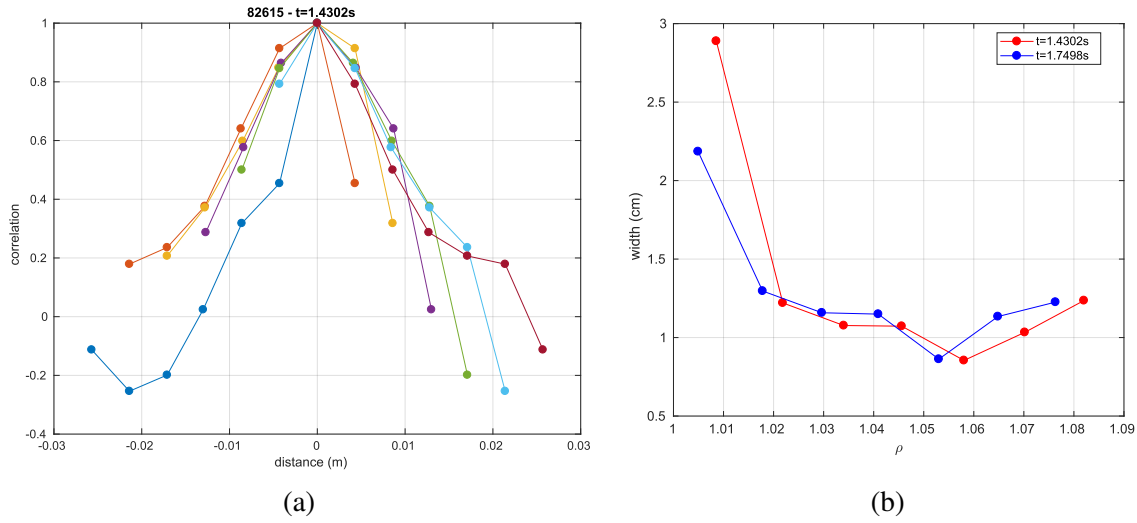 82615 - t=1.4302s
1
0.8
0.6
0.4
0.2
0
-0.2
-0.4
correlation
-0.03 -0.02 -0.01 0 0.01 0.02 0.03
distance (m)
(a)
3
2.5
2
1.5
1
0.5
width (cm)
t=1.4302s
t=1.7498s
1 1.01 1.02 1.03 1.04 1.05 1.06 1.07 1.08 1.09
ρ
(b)